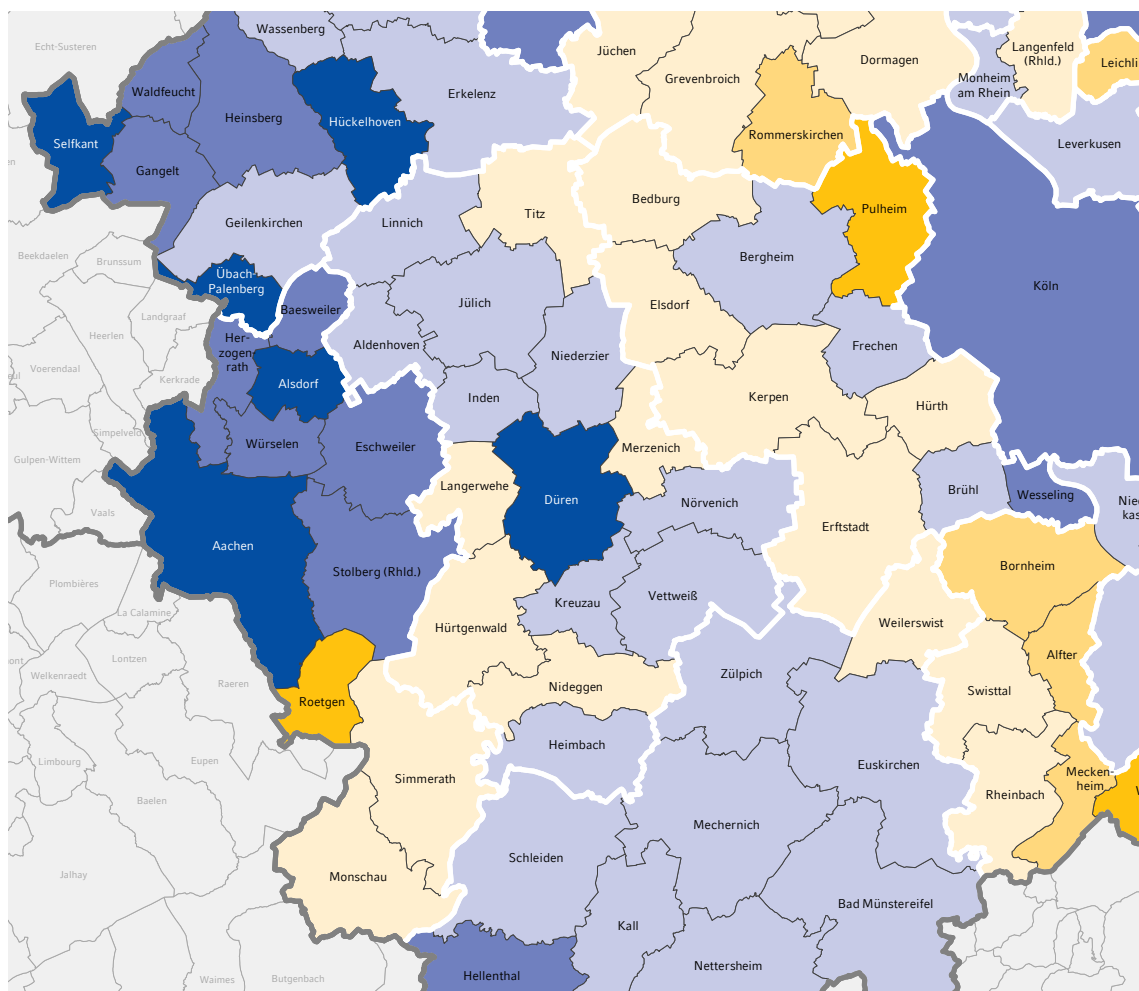 Echt-Susteren
Wassenberg
Jüchen
Grevenbroich
Dormagen
Langenfeld
(Rhld.)
Leichli
Monheim
am Rhein
Waldfeucht
Erkelenz
Heinsberg
Hückelhoven
Selfkant
Rommerskirchen
Leverkusen
Gangelt
en
Bedburg
Titz
Pulheim
Geilenkirchen
Linnich
Beekdaelen
Brunssum
Bergheim
Übach-
Palenberg
Köln
Jülich
Elsdorf
Baesweiler
Landgraaf
Heerlen
Her-
zogen-
rath
Aldenhoven
Frechen
Niederzier
Voerendaal
Kerkrade
Alsdorf
Inden
Kerpen
Hürth
Simpelveld
Würselen
Eschweiler
Merzenich
Gulpen-Wittem
Langerwehe
Brühl
Wesseling
Nie
kas
Düren
Nörvenich
Vaals
Erftstadt
Aachen
Bornheim
Stolberg (Rhld.)
Plombières
Vettweiß
Kreuzau
La Calamine
Hürtgenwald
Weilerswist
Alfter
Lontzen
mont
Welkenraedt
Zülpich
Raeren
Nideggen
Swisttal
Roetgen
Heimbach
Limbourg
Eupen
Euskirchen
Simmerath
Mecken-
heim
Rheinbach
W
Baelen
Mechernich
Schleiden
Jalhay
Monschau
Bad Münstereifel
Kall
Nettersheim
Hellenthal
Waimes
Butgenbach